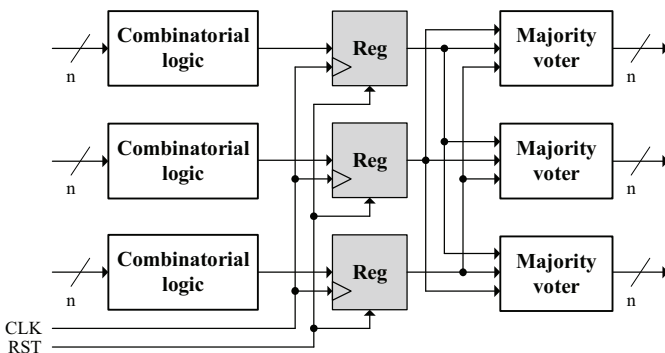 Combinatorial
logic
Reg
Majority
voter
n
n
Combinatorial
logic
Reg
Majority
voter
n
n
Combinatorial
logic
Reg
Majority
voter
n
n
CLK
RST